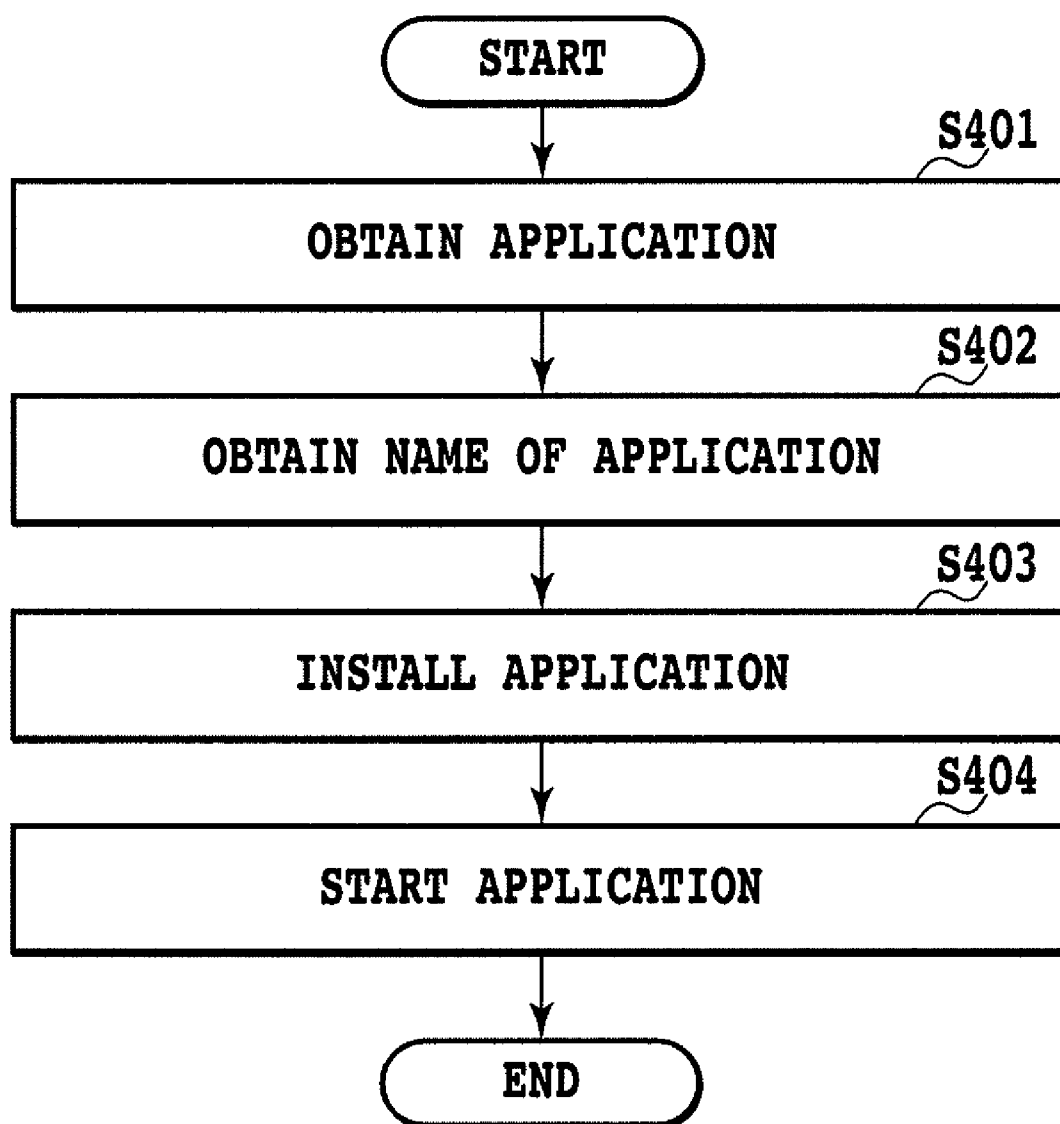 START
S401
OBTAIN APPLICATION
S402
OBTAIN NAME OF APPLICATION
S403
INSTALL APPLICATION
S404
START APPLICATION
END